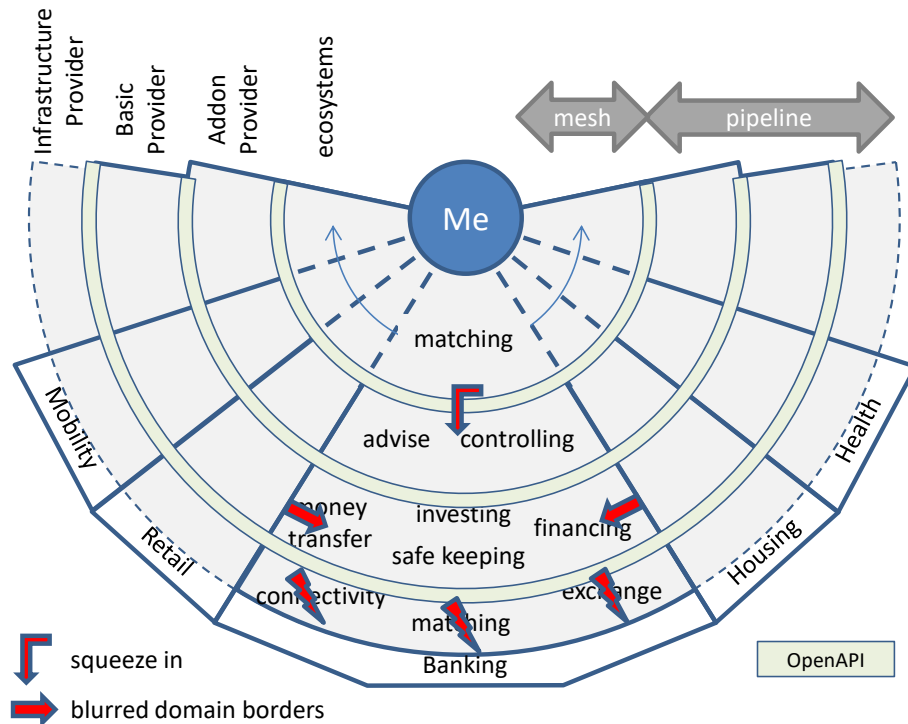 Infrastructure
Provider
Basic
Provider
Addon
Provider
ecosystems
mesh
pipeline
Me
matching
advise controlling
money
transfer
investing
safe keeping
financing
connectivity
matching
exchange
Mobility
Retail
Banking
Housing
Health
squeeze in
blurred domain borders
OpenAPI